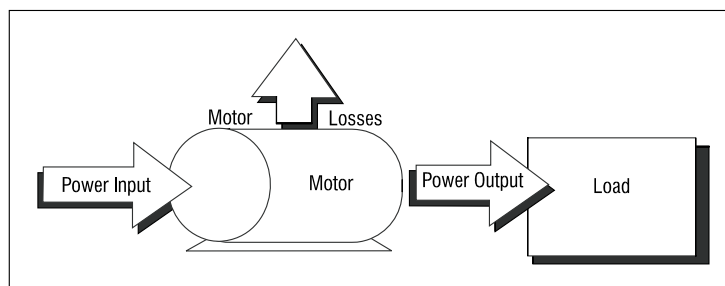 Motor Losses
Power Input
Motor
Power Output
Load